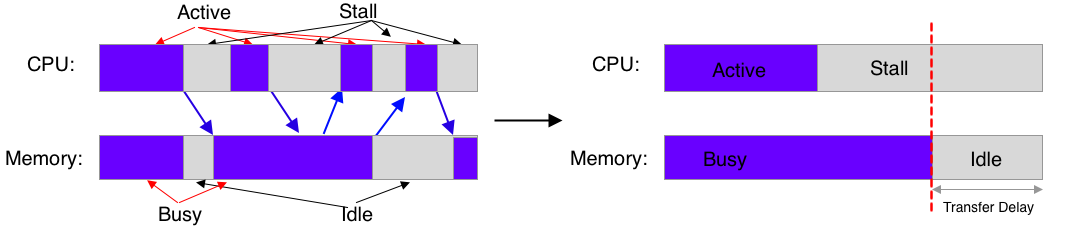 Active
Stall
CPU:
Memory:
Busy
Idle
CPU:
Active
Stall
Memory:
Busy
Idle
Transfer Delay